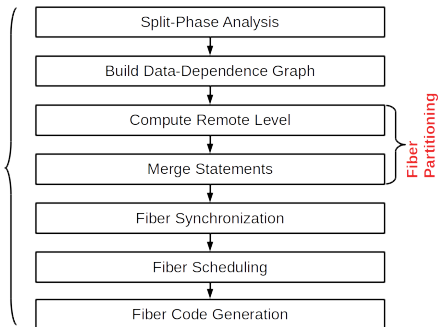 Split-Phase Analysis
Build Data-Dependence Graph
Compute Remote Level
Merge Statements
Fiber
Partitioning
Fiber Synchronization
Fiber Scheduling
Fiber Code Generation